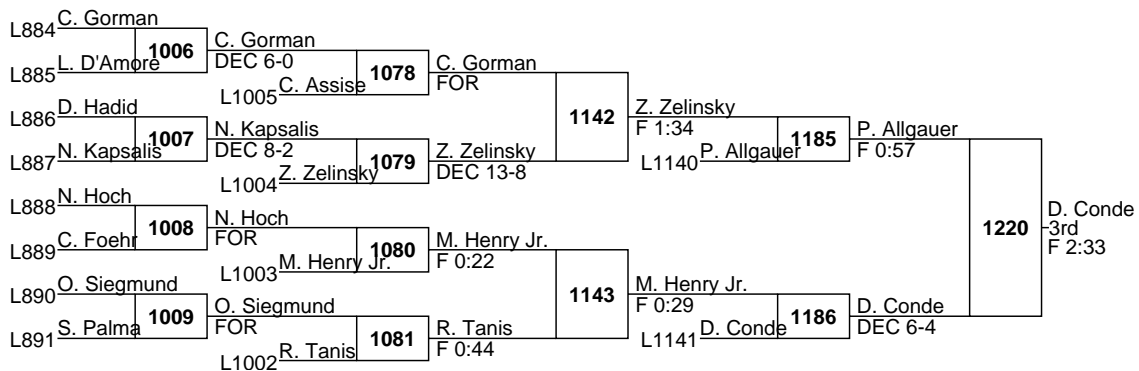 L884
C. Gorman
1006
L885
L. D'Amore
C. Gorman
DEC 6-0
1078
L1005
C. Assise
C. Gorman
FOR
L886
D. Hadid
1007
L887
N. Kapsalis
N. Kapsalis
DEC 8-2
1079
L1004
Z. Zelinsky
Z. Zelinsky
DEC 13-8
1142
Z. Zelinsky
F 1:34
1185
L1140
P. Allgauer
P. Allgauer
F 0:57
L888
N. Hoch
1008
L889
C. Foehr
N. Hoch
FOR
1080
L1003
M. Henry Jr.
M. Henry Jr.
F 0:22
L890
O. Siegmund
1009
L891
S. Palma
O. Siegmund
FOR
1081
L1002
R. Tanis
R. Tanis
F 0:44
1143
M. Henry Jr.
F 0:29
1186
L1141
D. Conde
D. Conde
DEC 6-4
1220
D. Conde
3rd
F 2:33